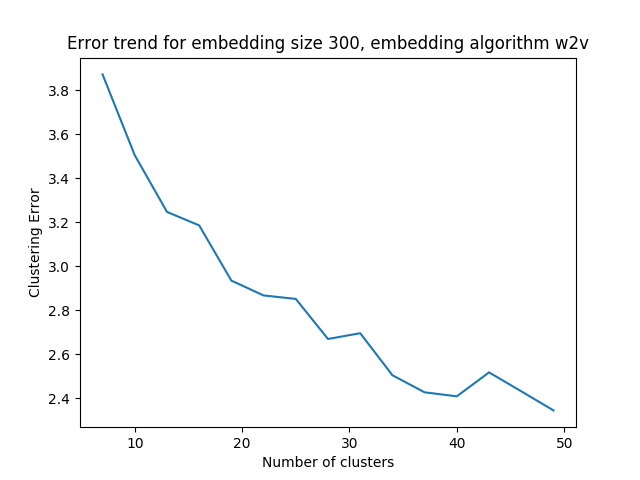 Error trend for embedding size 300, embedding algorithm w2v
3.8
3.6
3.4
3.2
3.0
2.8
2.6
2.4
Clustering Error
10 20 30 40 50
Number of clusters